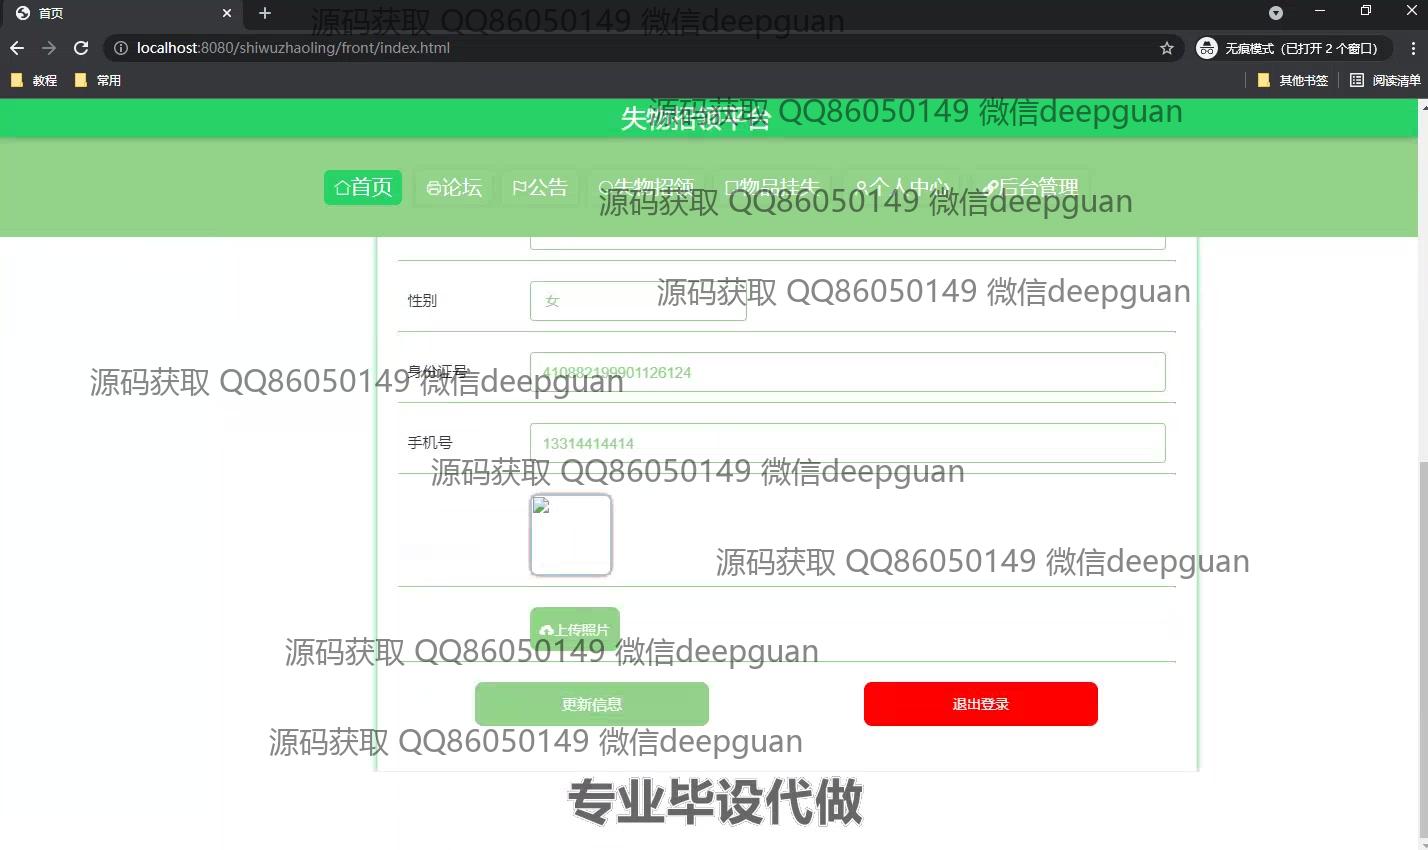 首页
源码获取 QQ86050149 微信deepguan
localhost:8080/shiwuzhaoling/front/index.html
无痕模式 (已打开 2 个窗口)
教程
常用
其他书签
阅读清单
失物招领平台
源码获取 QQ86050149 微信deepguan
首页
论坛
公告
失物招领
物品挂失
个人中心
后台管理
源码获取 QQ86050149 微信deepguan
性别
女
源码获取 QQ86050149 微信deepguan
身份证号
410882199901126124
源码获取 QQ86050149 微信deepguan
手机号
13314414414
源码获取 QQ86050149 微信deepguan
源码获取 QQ86050149 微信deepguan
上传照片
源码获取 QQ86050149 微信deepguan
更新信息
退出登录
源码获取 QQ86050149 微信deepguan
专业毕设代做